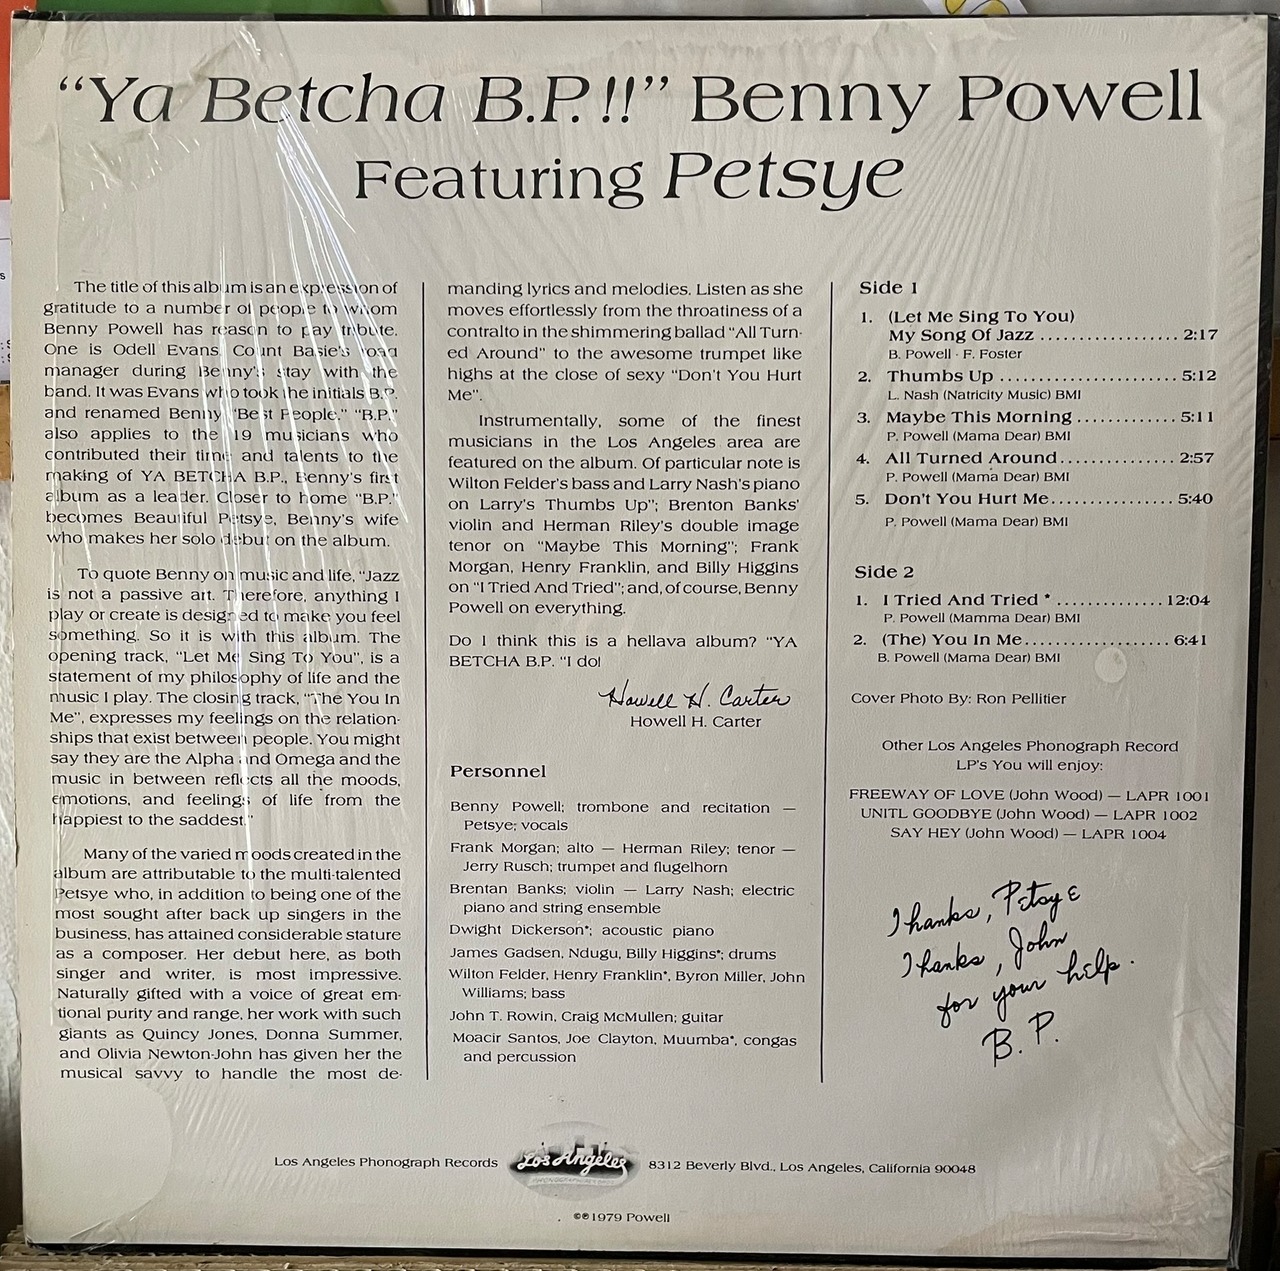 “Ya Betcha B.P.!!” Benny Powell
Featuring Petsye
The title of this album is an expression of
gratitude to a number of people to whom
Benny Powell has reason to pay tribute.
One is Odell Evans, Count Basie's road
manager during Benny's stay with the
band. It was Evans who took the initials B.P.
and renamed Benny "Best People." "B.P."
also applies to the 19 musicians who
contributed their time and talents to the
making of YA BETCHA B.P., Benny's first
album as a leader. Closer to home "B.P."
becomes Beautiful Petsye, Benny's wife
who makes her solo debut on the album.
To quote Benny on music and life, "Jazz
is not a passive art. Therefore, anything I
play or create is designed to make you feel
something. So it is with this album. The
opening track, "Let Me Sing To You", is a
statement of my philosophy of life and the
music I play. The closing track, "The You In
Me", expresses my feelings on the relation-
ships that exist between people. You might
say they are the Alpha and Omega and the
music in between reflects all the moods,
emotions, and feelings of life from the
happiest to the saddest."
Many of the varied moods created in the
album are attributable to the multi-talented
Petsye who, in addition to being one of the
most sought after back up singers in the
business, has attained considerable stature
as a composer. Her debut here, as both
singer and writer, is most impressive.
Naturally gifted with a voice of great em-
tional purity and range, her work with such
giants as Quincy Jones, Donna Summer,
and Olivia Newton-John has given her the
musical savvy to handle the most de-
manding lyrics and melodies. Listen as she
moves effortlessly from the throatiness of a
contralto in the shimmering ballad "All Turn-
ed Around" to the awesome trumpet like
highs at the close of sexy "Don't You Hurt
Me".
Instrumentally, some of the finest
musicians in the Los Angeles area are
featured on the album. Of particular note is
Wilton Felder's bass and Larry Nash's piano
on Larry's Thumbs Up"; Brenton Banks'
violin and Herman Riley's double image
tenor on "Maybe This Morning"; Frank
Morgan, Henry Franklin, and Billy Higgins
on "I Tried And Tried"; and, of course, Benny
Powell on everything.
Do I think this is a hellava album? "YA
BETCHA B.P. "I do!
Howell H. Carter
Howell H. Carter
Personnel
Benny Powell; trombone and recitation —
Petsye; vocals
Frank Morgan; alto — Herman Riley; tenor —
Jerry Rusch; trumpet and flugelhorn
Brentan Banks; violin — Larry Nash; electric
piano and string ensemble
Dwight Dickerson*; acoustic piano
James Gadsen, Ndugu, Billy Higgins*; drums
Wilton Felder, Henry Franklin*, Byron Miller, John
Williams; bass
John T. Rowin, Craig McMullen; guitar
Moacir Santos, Joe Clayton, Muumba*, congas
and percussion
Side 1
1. (Let Me Sing To You)
My Song Of Jazz .................. 2:17
B. Powell - F. Foster
2. Thumbs Up ........................ 5:12
L. Nash (Natricity Music) BMI
3. Maybe This Morning ............. 5:11
P. Powell (Mama Dear) BMI
4. All Turned Around ............... 2:57
P. Powell (Mama Dear) BMI
5. Don't You Hurt Me ................ 5:40
P. Powell (Mama Dear) BMI
Side 2
1. I Tried And Tried * .............. 12:04
P. Powell (Mamma Dear) BMI
2. (The) You In Me .................... 6:41
B. Powell (Mama Dear) BMI
Cover Photo By: Ron Pellitier
Other Los Angeles Phonograph Record
LP's You will enjoy:
FREEWAY OF LOVE (John Wood) — LAPR 1001
UNITL GOODBYE (John Wood) — LAPR 1002
SAY HEY (John Wood) — LAPR 1004
Thanks, Petsye
Thanks, John
for your help.
B. P.
Los Angeles Phonograph Records
Los Angeles
PHONOGRAPH RECORDS
8312 Beverly Blvd., Los Angeles, California 90048
©℗1979 Powell